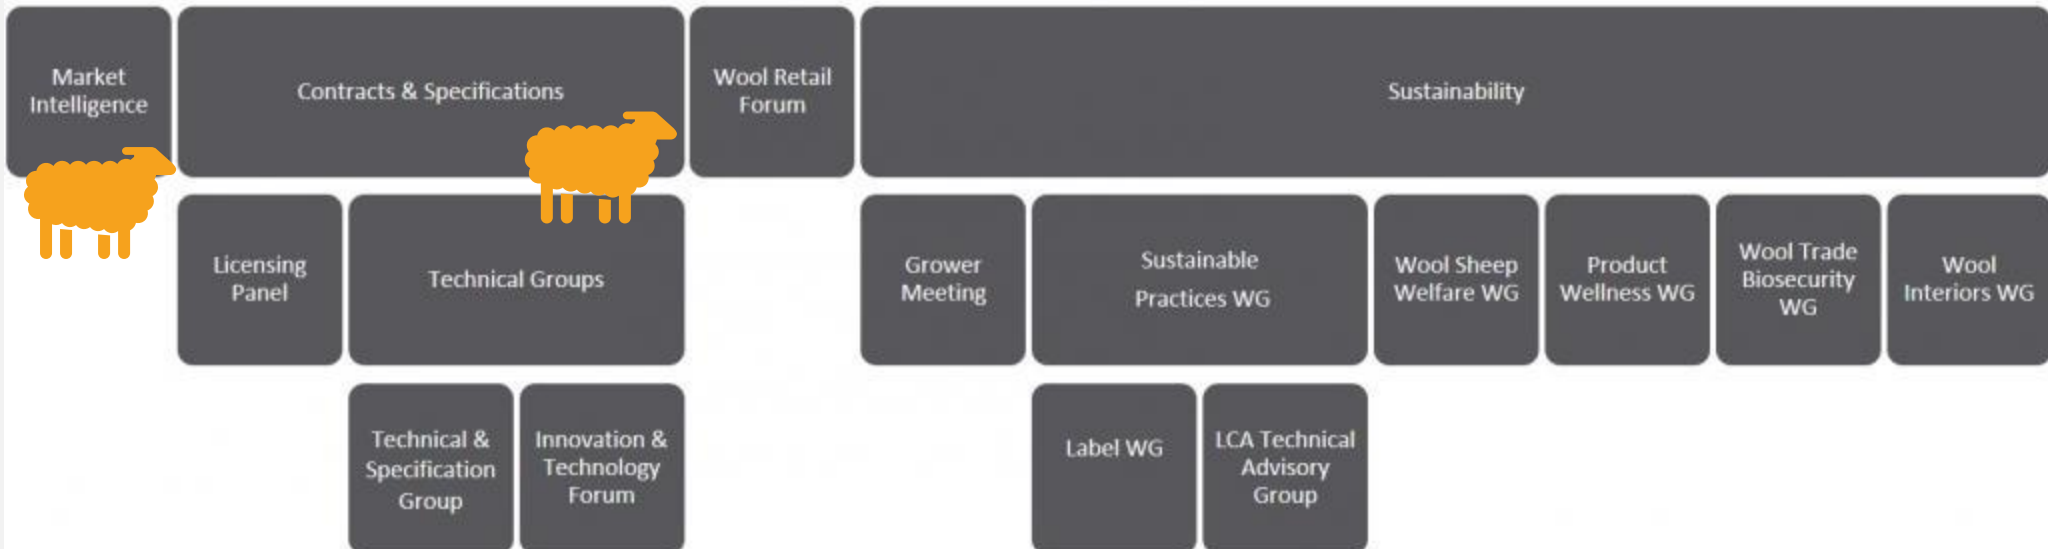 Market
Intelligence
Contracts & Specifications
Wool Retail
Forum
Sustainability
Licensing
Panel
Technical Groups
Grower
Meeting
Sustainable
Practices WG
Wool Sheep
Welfare WG
Product
Wellness WG
Wool Trade
Biosecurity
WG
Wool
Interiors WG
Technical &
Specification
Group
Innovation &
Technology
Forum
Label WG
LCA Technical
Advisory
Group